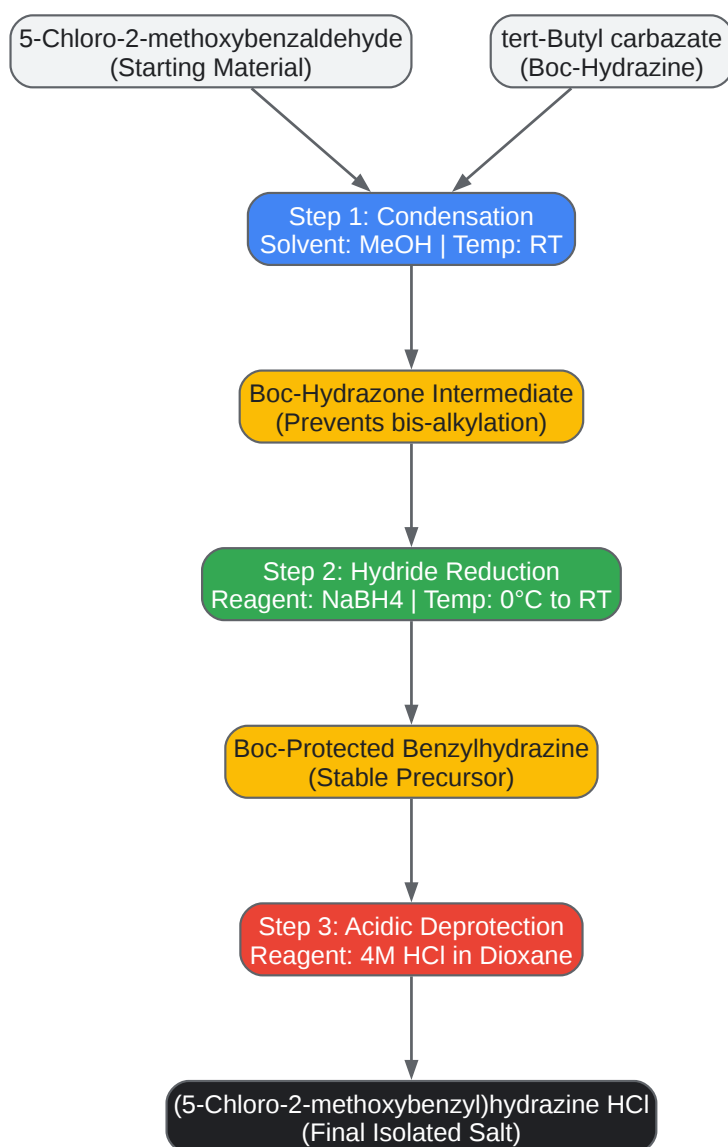 5-Chloro-2-methoxybenzaldehyde
(Starting Material)
tert-Butyl carbazate
(Boc-Hydrazine)
Step 1: Condensation
Solvent: MeOH | Temp: RT
Boc-Hydrazone Intermediate
(Prevents bis-alkylation)
Step 2: Hydride Reduction
Reagent: NaBH4 | Temp: 0°C to RT
Boc-Protected Benzylhydrazine
(Stable Precursor)
Step 3: Acidic Deprotection
Reagent: 4M HCl in Dioxane
(5-Chloro-2-methoxybenzyl)hydrazine HCl
(Final Isolated Salt)